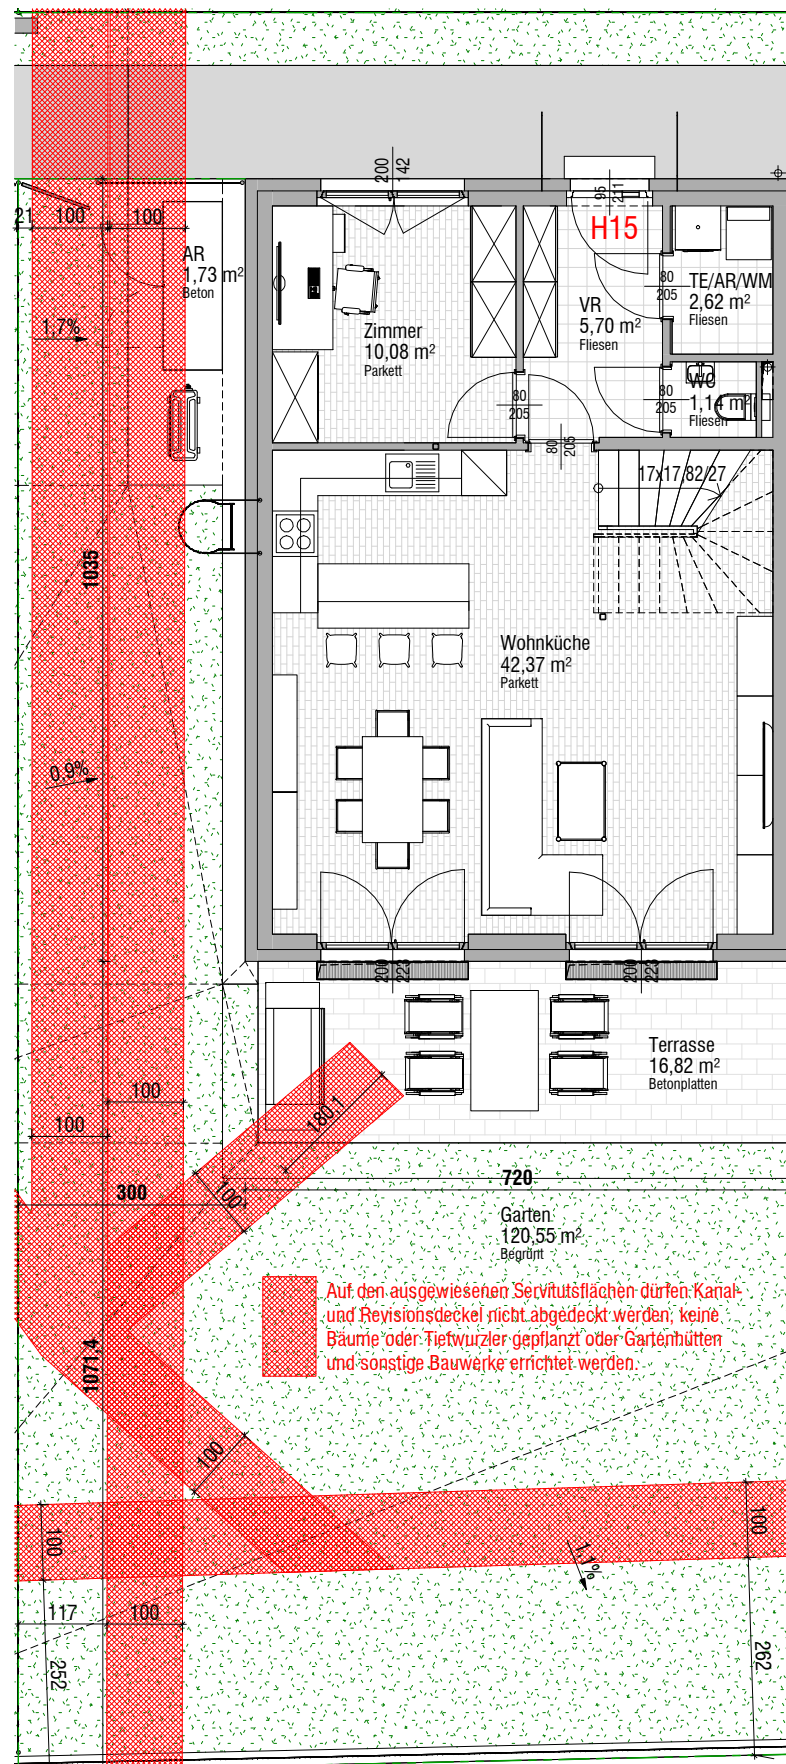 200
142
95
211
H15
21
100
100
AR
1,73 m²
Beton
80
205
TE/AR/WM
2,62 m²
Fliesen
VR
5,70 m²
Fliesen
1,7%
Zimmer
10,08 m²
Parkett
80
205
80
205
WC
1,14 m²
Fliesen
80
205
17x17,82/27
1035
Wohnküche
42,37 m²
Parkett
0,9%
200
223
200
223
Terrasse
16,82 m²
Betonplatten
100
100
180,1
100
300
720
Garten
120,55 m²
Begrünt
Auf den ausgewiesenen Servitutsflächen dürfen Kanal-
und Revisionsdeckel nicht abgedeckt werden; keine
Bäume oder Tiefwurzler gepflanzt oder Gartenhütten
und sonstige Bauwerke errichtet werden.
1071,4
100
100
100
1,1%
117
100
252
262